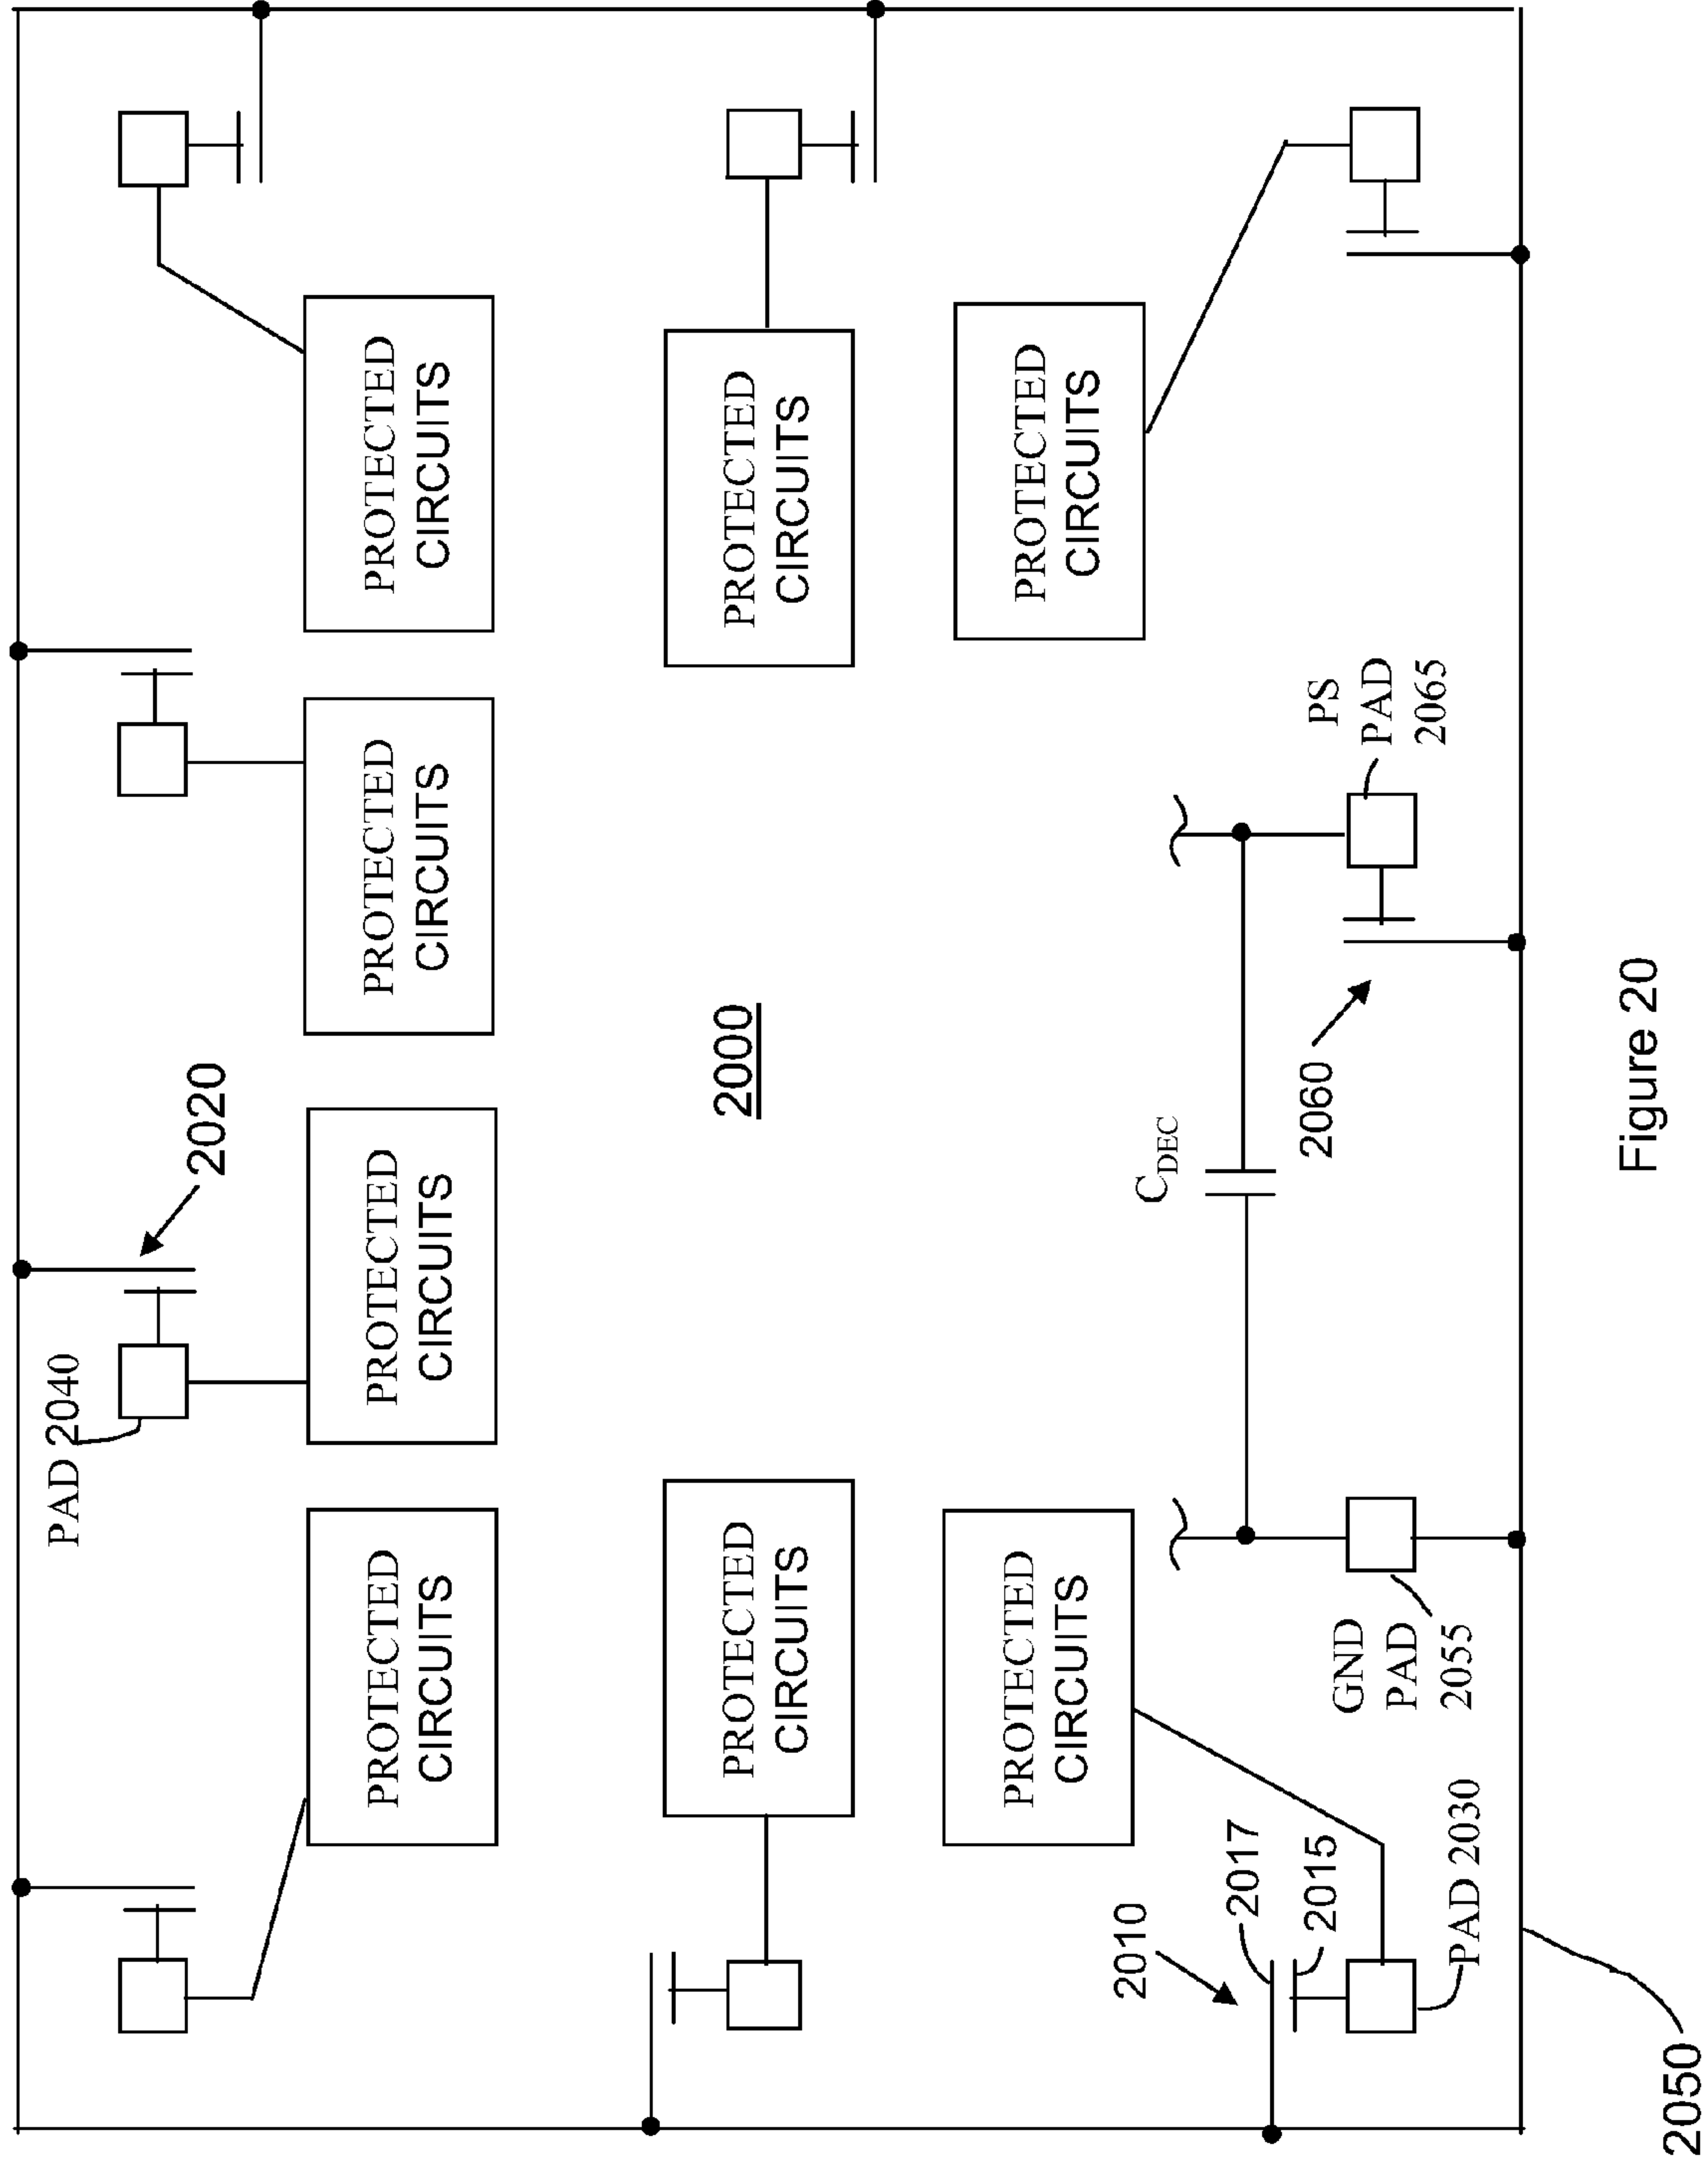 PAD 2040
2020
PROTECTED
CIRCUITS
PROTECTED
CIRCUITS
PROTECTED
CIRCUITS
PROTECTED
CIRCUITS
PROTECTED
CIRCUITS
2000
PROTECTED
CIRCUITS
PROTECTED
CIRCUITS
PROTECTED
CIRCUITS
2010
2017
2015
PAD 2030
GND
PAD
2055
CDEC
2060
PS
PAD
2065
2050
Figure 20